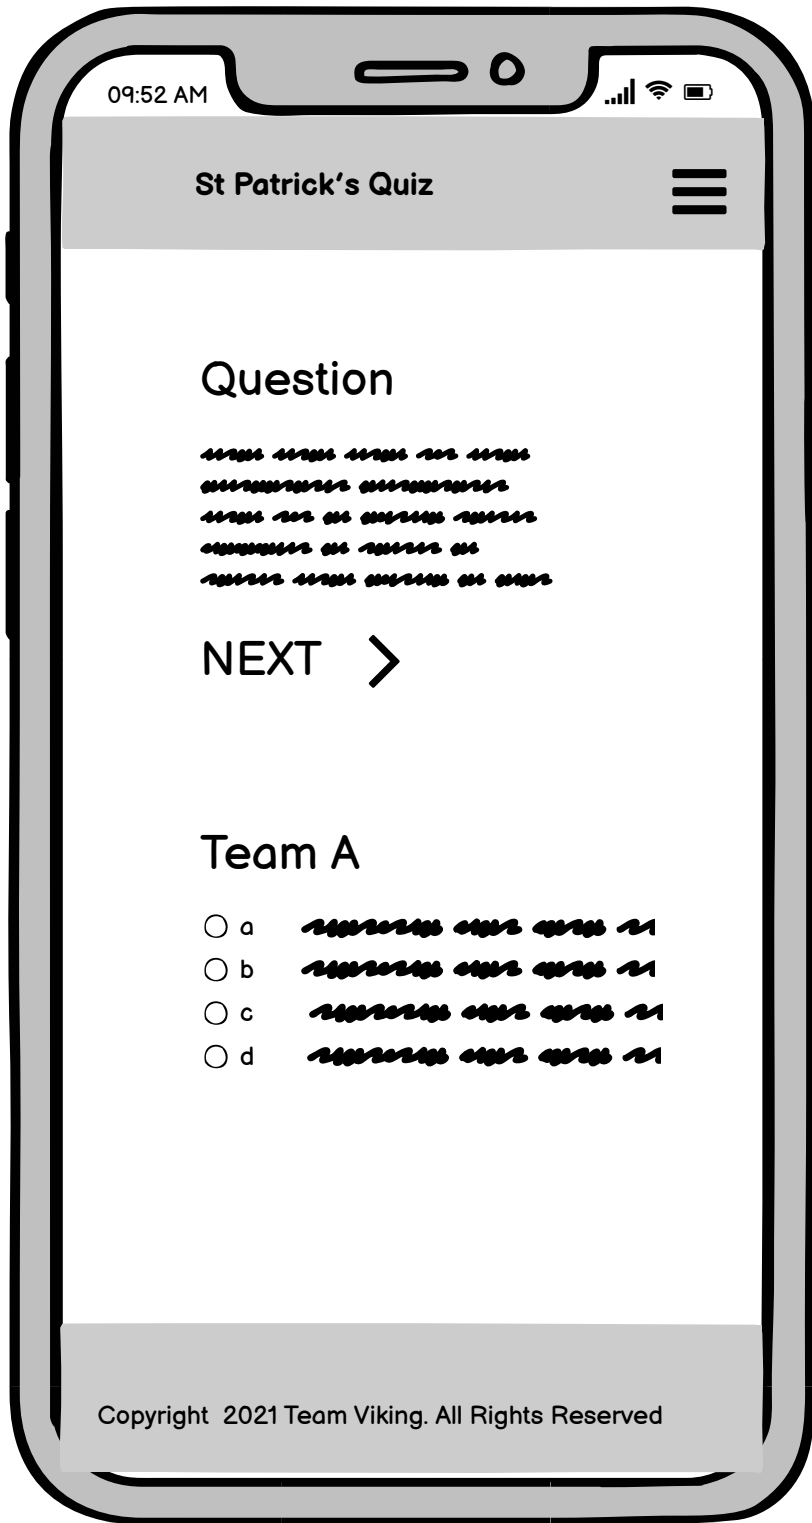 09:52 AM
St Patrick's Quiz
Question
NEXT
Team A
a
b
c
d
Copyright  2021 Team Viking. All Rights Reserved